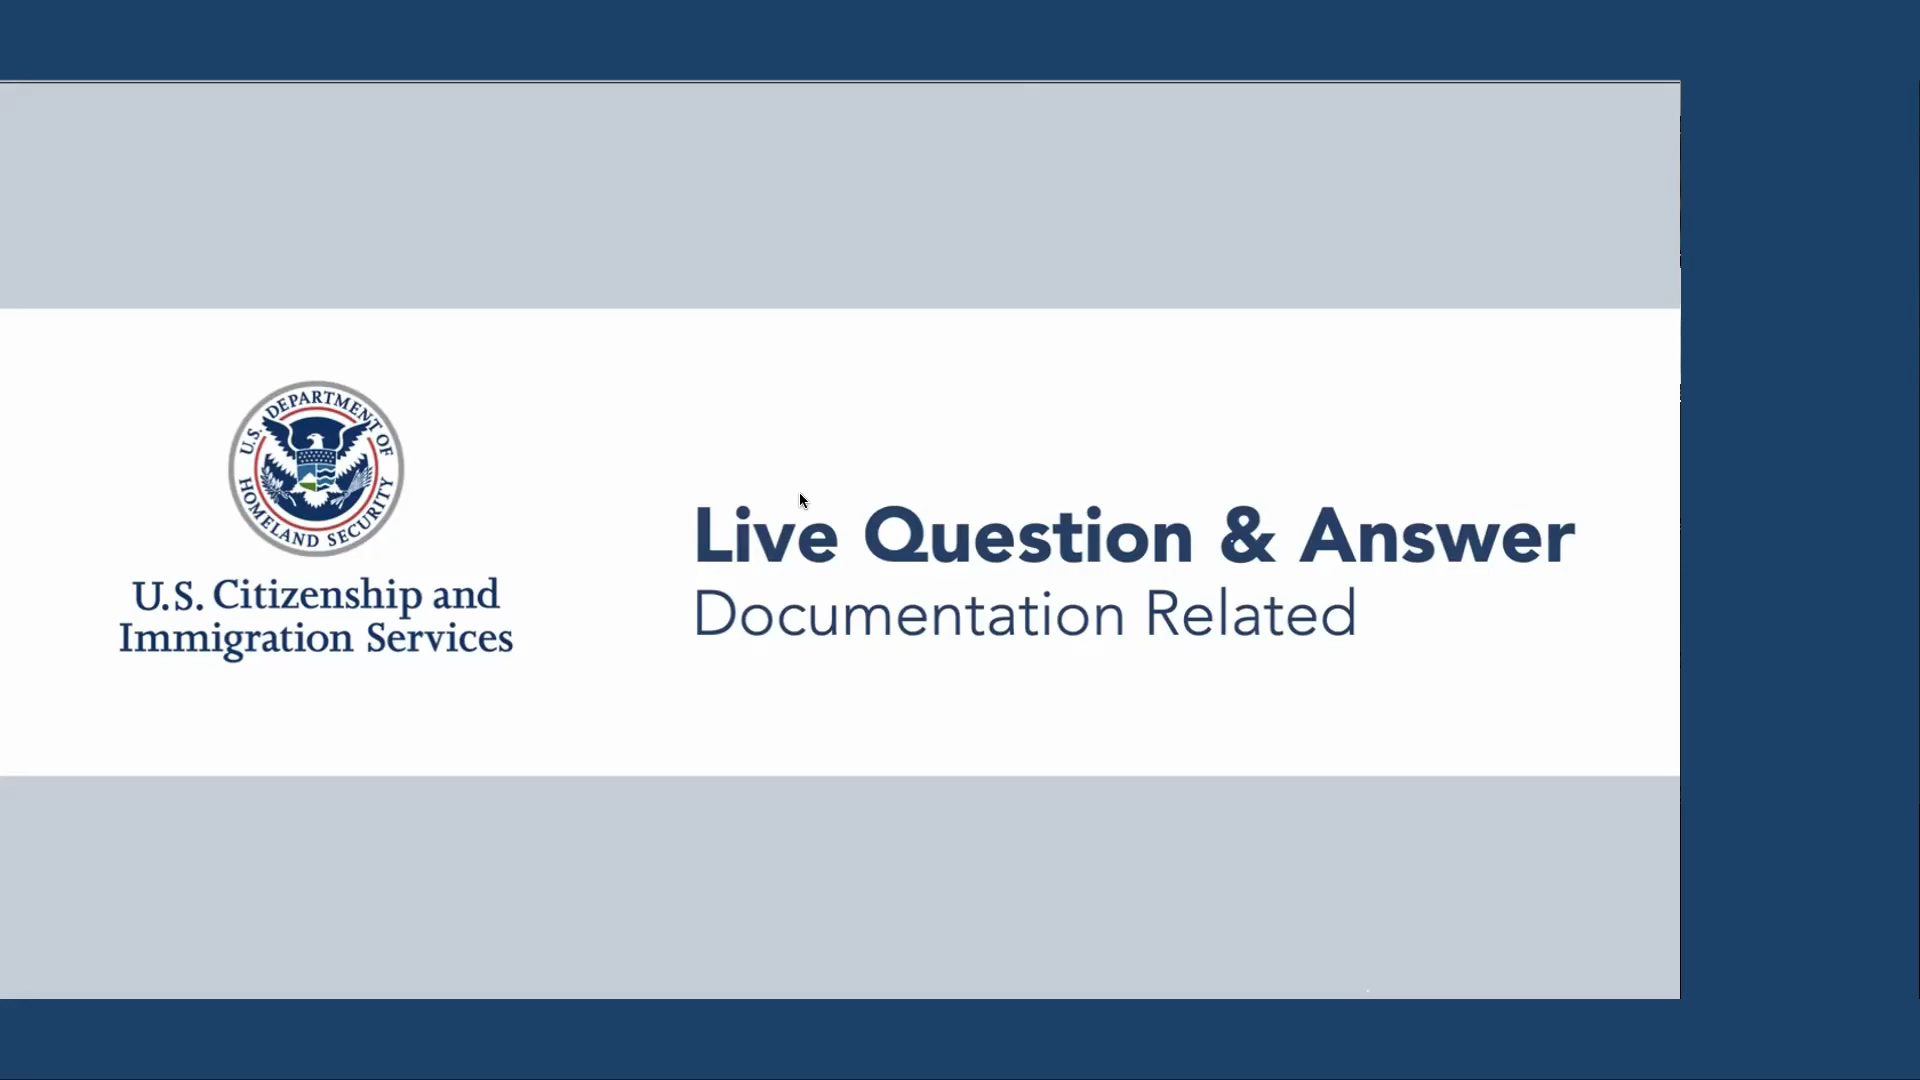 U.S. DEPARTMENT OF
HOMELAND SECURITY
U.S. Citizenship and
Immigration Services
Live Question & Answer
Documentation Related